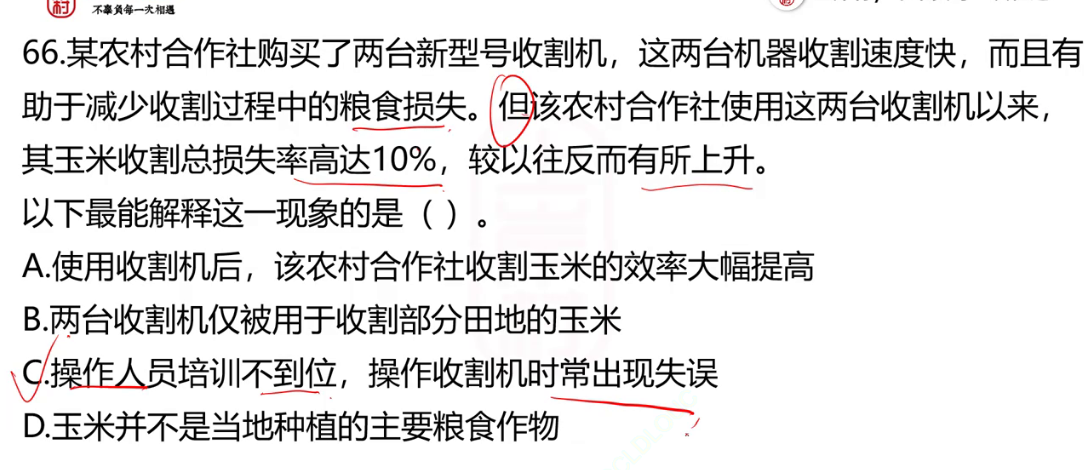 村
不辜負每一次相遇
66.某农村合作社购买了两台新型号收割机，这两台机器收割速度快，而且有
助于减少收割过程中的粮食损失。但该农村合作社使用这两台收割机以来，
其玉米收割总损失率高达10%，较以往反而有所上升。
以下最能解释这一现象的是（ ）。
A.使用收割机后，该农村合作社收割玉米的效率大幅提高
B.两台收割机仅被用于收割部分田地的玉米
C.操作人员培训不到位，操作收割机时常出现失误
D.玉米并不是当地种植的主要粮食作物